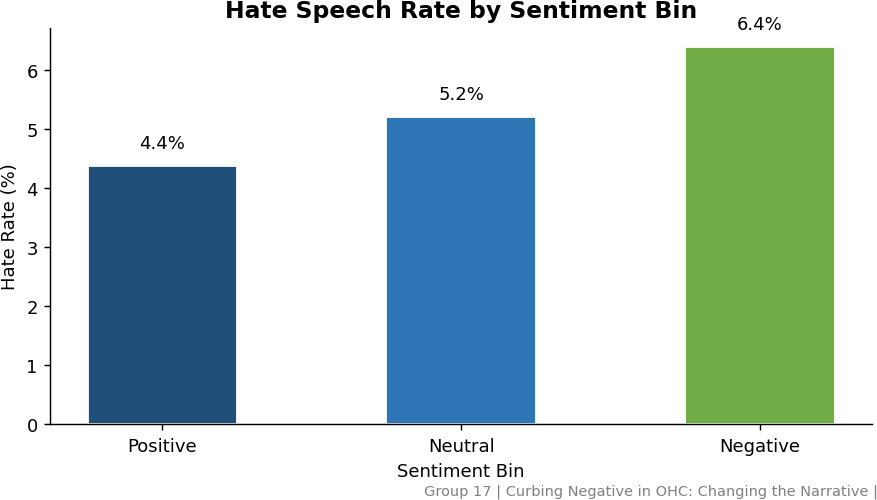 Hate Speech Rate by Sentiment Bin
6.4%
5.2%
4.4%
Hate Rate (%)
6
5
4
3
2
1
0
Positive Neutral Negative
Sentiment Bin
Group 17 | Curbing Negative in OHC: Changing the Narrative |